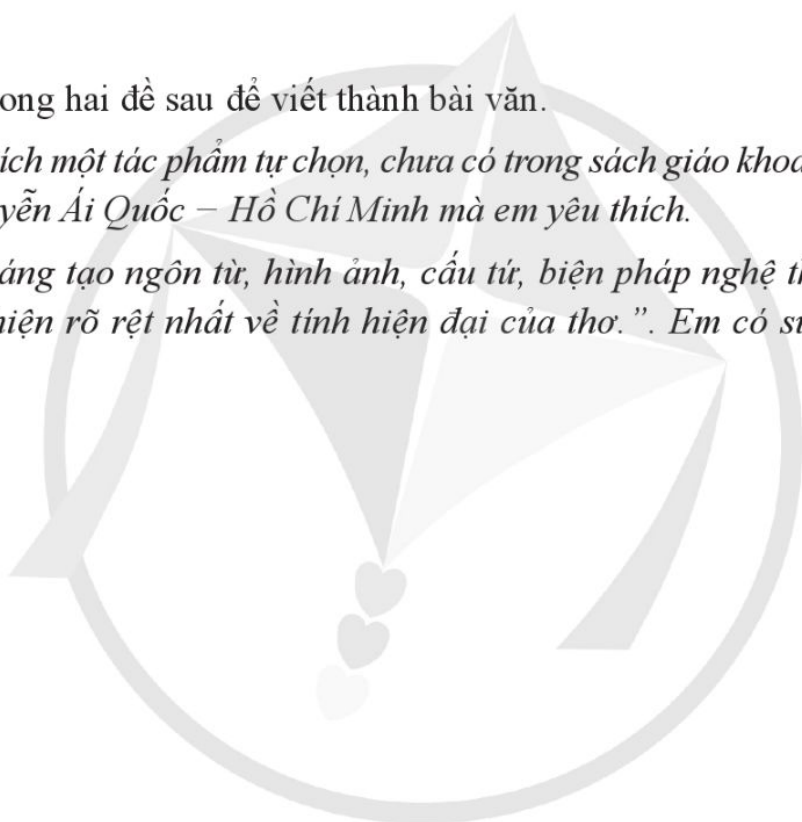 ong hai đề sau để viết thành bài văn.
ích một tác phẩm tự chọn, chưa có trong sách giáo khoa
yễn Ái Quốc – Hồ Chí Minh mà em yêu thích.
áng tạo ngôn từ, hình ảnh, cấu tứ, biện pháp nghệ th
hiện rõ rệt nhất về tính hiện đại của thơ.”. Em có su